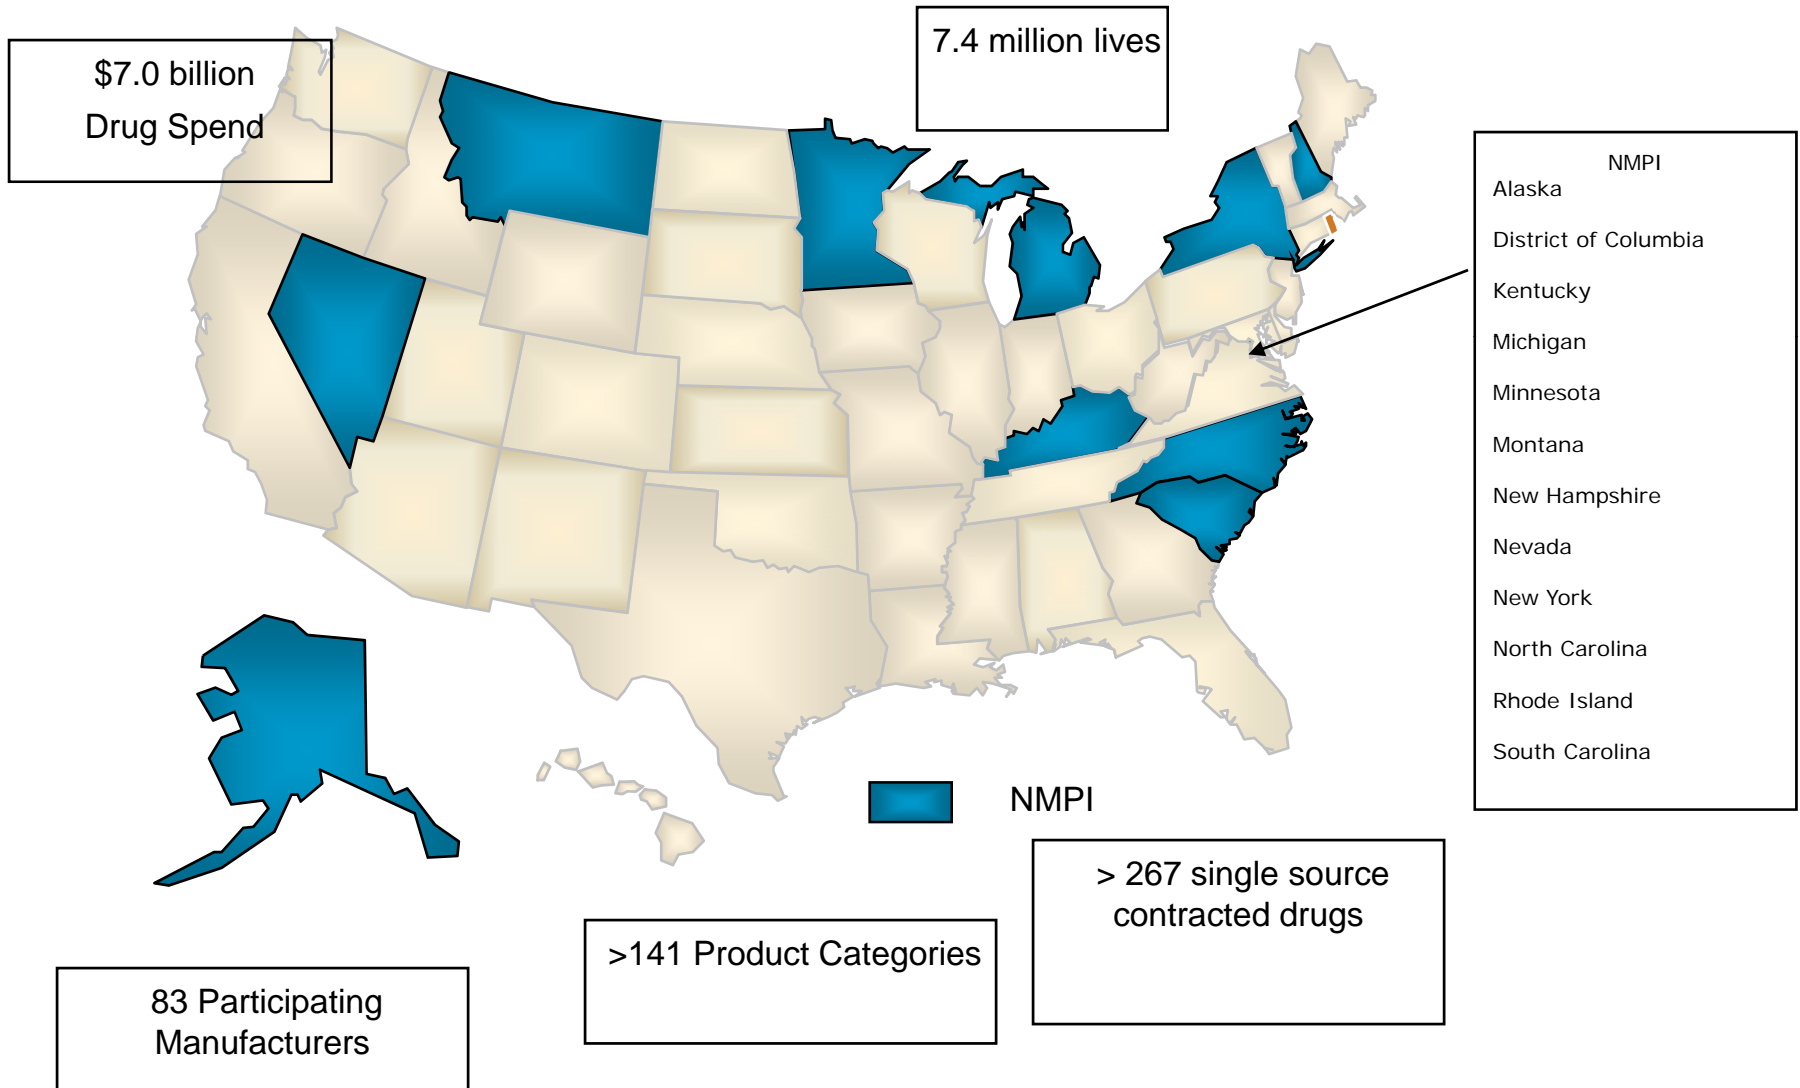 $7.0 billion
Drug Spend
7.4 million lives
NMPI
Alaska
District of Columbia
Kentucky
Michigan
Minnesota
Montana
New Hampshire
Nevada
New York
North Carolina
Rhode Island
South Carolina
NMPI
> 267 single source
contracted drugs
>141 Product Categories
83 Participating
Manufacturers